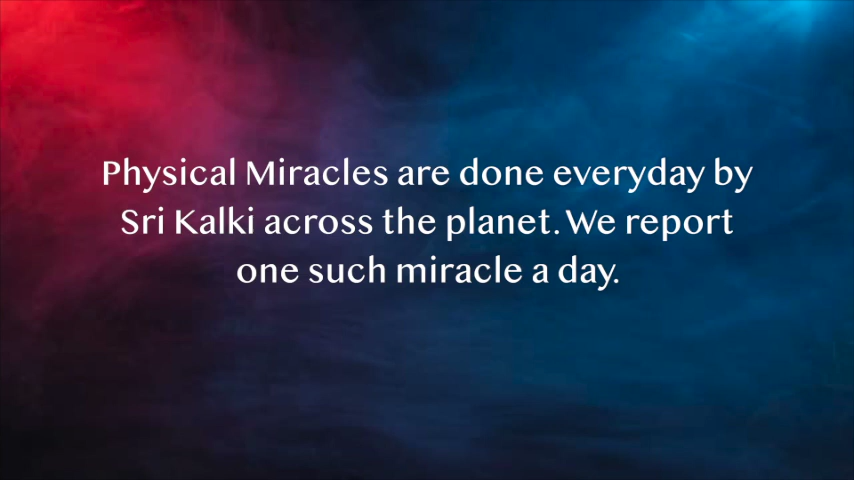 Physical Miracles are done everyday by
Sri Kalki across the planet. We report
one such miracle a day.